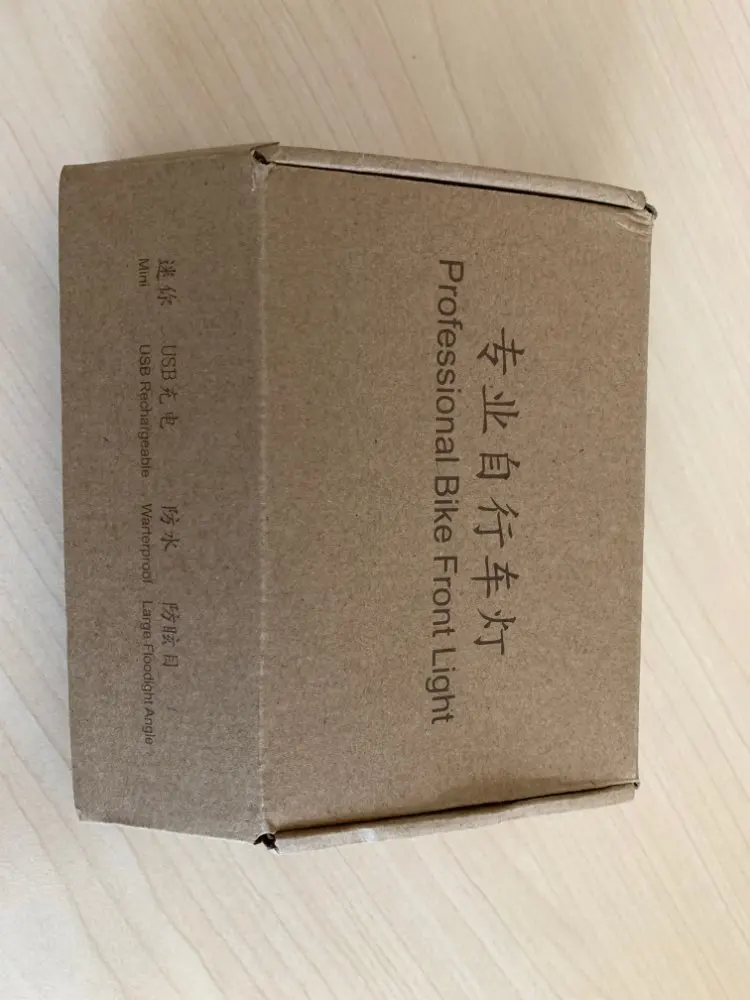 专业自行车灯
Professional Bike Front Light
迷你 USB充电 防水 防眩目
Mini USB Rechargeable Warterproof Large Floodlight Angle